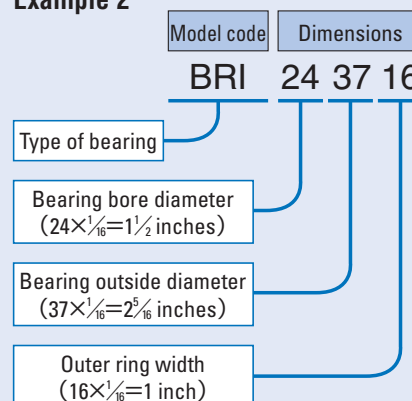 Example 2
Model code Dimensions
BRI 24 37 16
Type of bearing
Bearing bore diameter
(24×1⁄16=1 1⁄2 inches)
Bearing outside diameter
(37×1⁄16=2 5⁄16 inches)
Outer ring width
(16×1⁄16=1 inch)